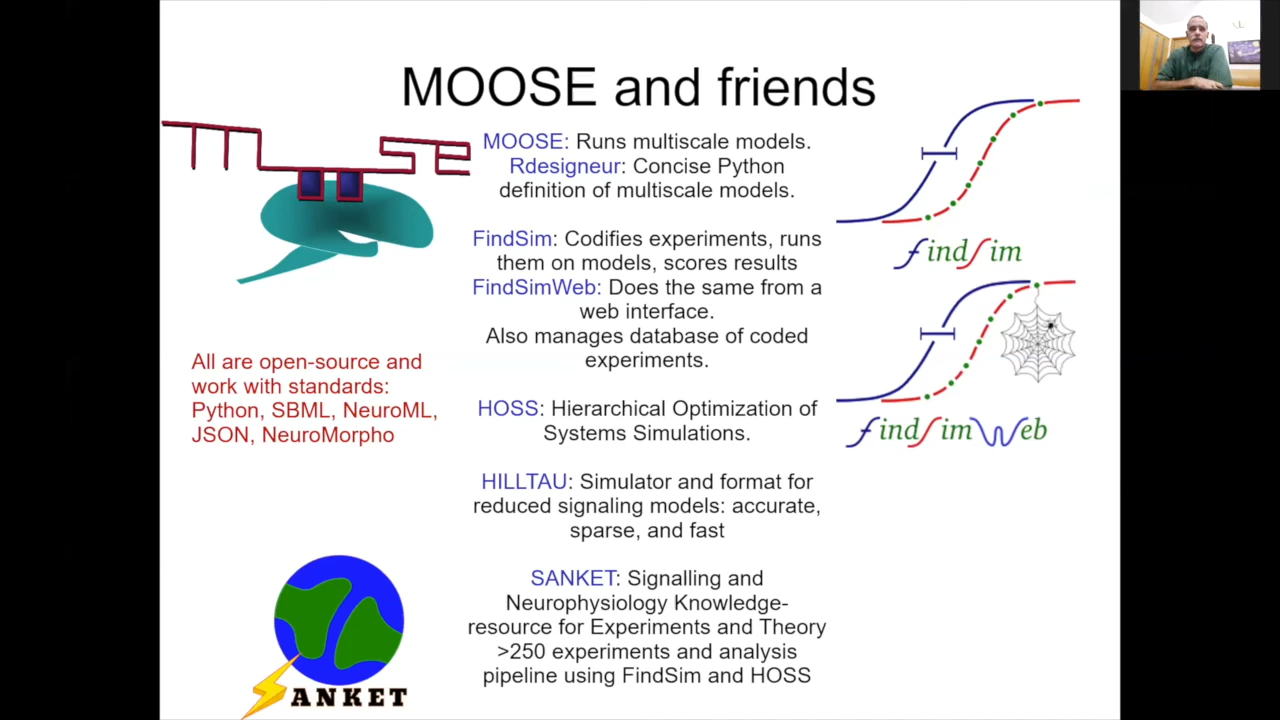 MOOSE and friends
moose
MOOSE: Runs multiscale models.
Rdesigneur: Concise Python
definition of multiscale models.
FindSim: Codifies experiments, runs
them on models, scores results
FindSimWeb: Does the same from a
web interface.
Also manages database of coded
experiments.
HOSS: Hierarchical Optimization of
Systems Simulations.
HILLTAU: Simulator and format for
reduced signaling models: accurate,
sparse, and fast
SANKET: Signalling and
Neurophysiology Knowledge-
resource for Experiments and Theory
>250 experiments and analysis
pipeline using FindSim and HOSS
All are open-source and
work with standards:
Python, SBML, NeuroML,
JSON, NeuroMorpho
findSim
findSimWeb
SANKET